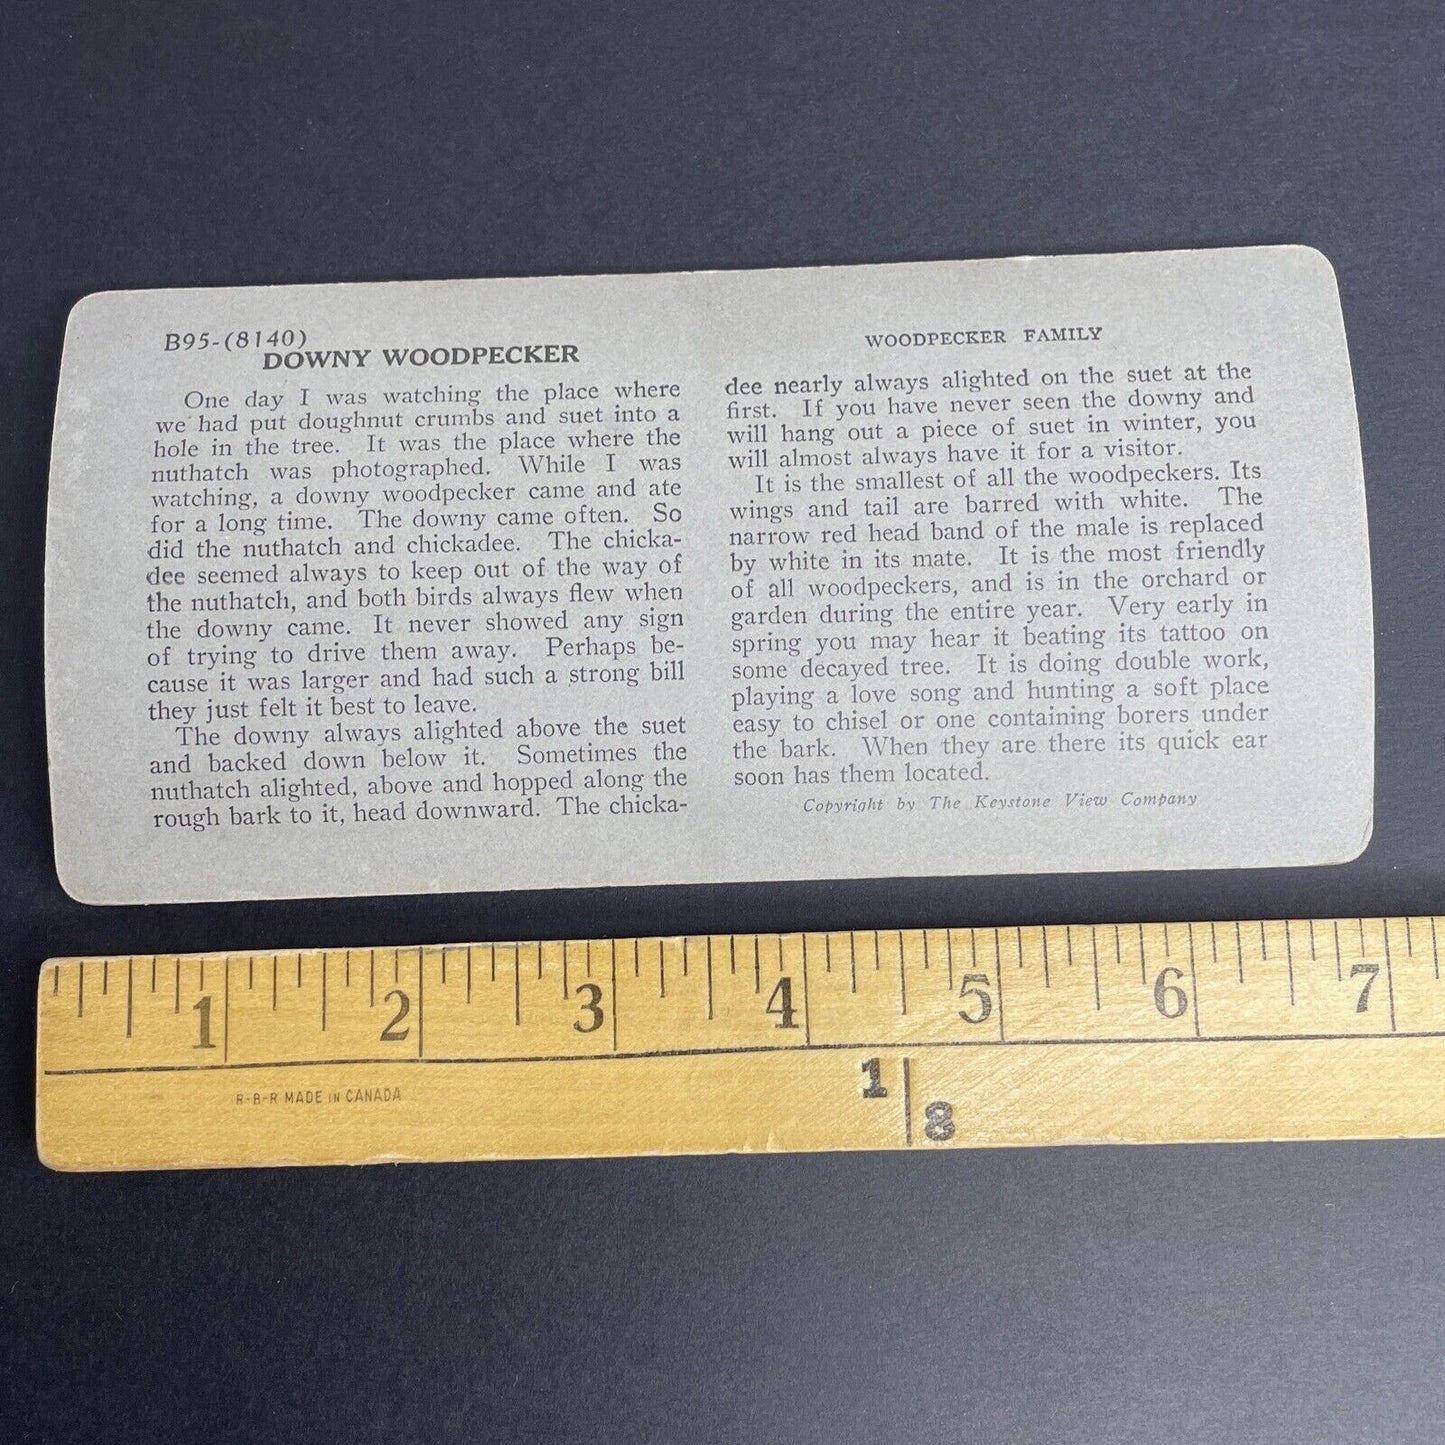 B95-(8140)
DOWNY WOODPECKER
One day I was watching the place where
we had put doughnut crumbs and suet into a
hole in the tree. It was the place where the
nuthatch was photographed. While I was
watching, a downy woodpecker came and ate
for a long time. The downy came often. So
did the nuthatch and chickadee. The chicka-
dee seemed always to keep out of the way of
the nuthatch, and both birds always flew when
the downy came. It never showed any sign
of trying to drive them away. Perhaps be-
cause it was larger and had such a strong bill
they just felt it best to leave.
The downy always alighted above the suet
and backed down below it. Sometimes the
nuthatch alighted, above and hopped along the
rough bark to it, head downward. The chicka-
WOODPECKER FAMILY
dee nearly always alighted on the suet at the
first. If you have never seen the downy and
will hang out a piece of suet in winter, you
will almost always have it for a visitor.
It is the smallest of all the woodpeckers. Its
wings and tail are barred with white. The
narrow red head band of the male is replaced
by white in its mate. It is the most friendly
of all woodpeckers, and is in the orchard or
garden during the entire year. Very early in
spring you may hear it beating its tattoo on
some decayed tree. It is doing double work,
playing a love song and hunting a soft place
easy to chisel or one containing borers under
the bark. When they are there its quick ear
soon has them located.
Copyright by The Keystone View Company
1 2 3 4 5 6 7
R-B-R MADE IN CANADA
1
8